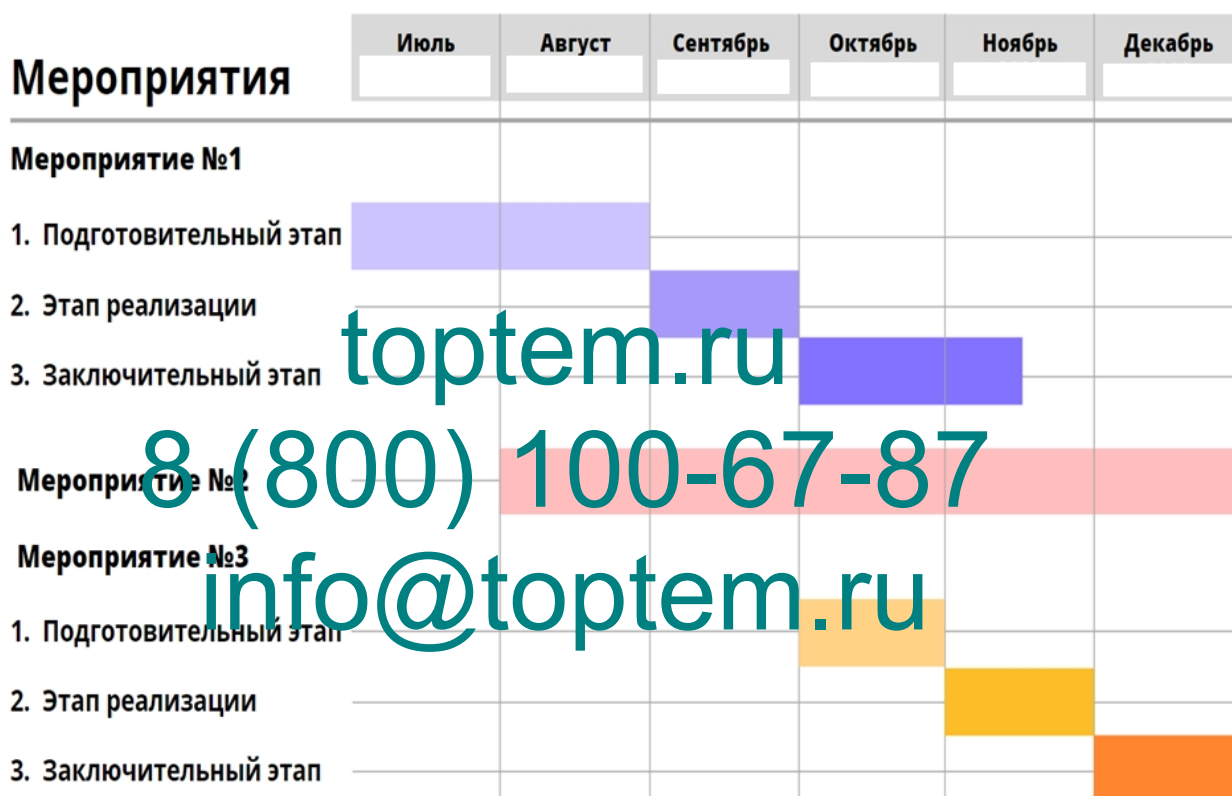 Июль Август Сентябрь Октябрь Ноябрь Декабрь
Мероприятия
Мероприятие №1
1. Подготовительный этап
2. Этап реализации
3. Заключительный этап
toptem.ru
8 (800) 100-67-87
Мероприятие №2
Мероприятие №3
info@toptem.ru
1. Подготовительный этап
2. Этап реализации
3. Заключительный этап